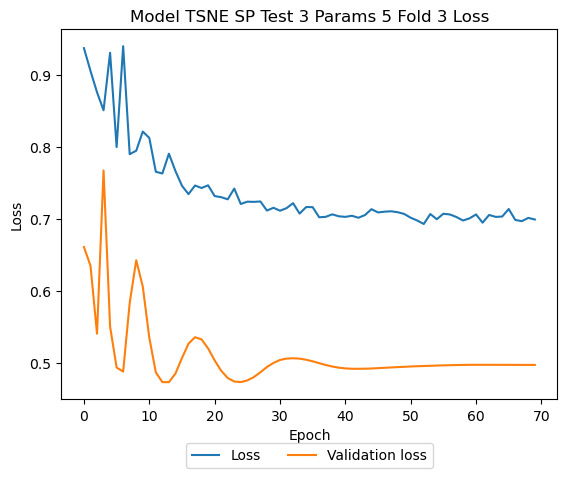 Model TSNE SP Test 3 Params 5 Fold 3 Loss
Loss
0.9
0.8
0.7
0.6
0.5
0 10 20 30 40 50 60 70
Epoch
Loss Validation loss